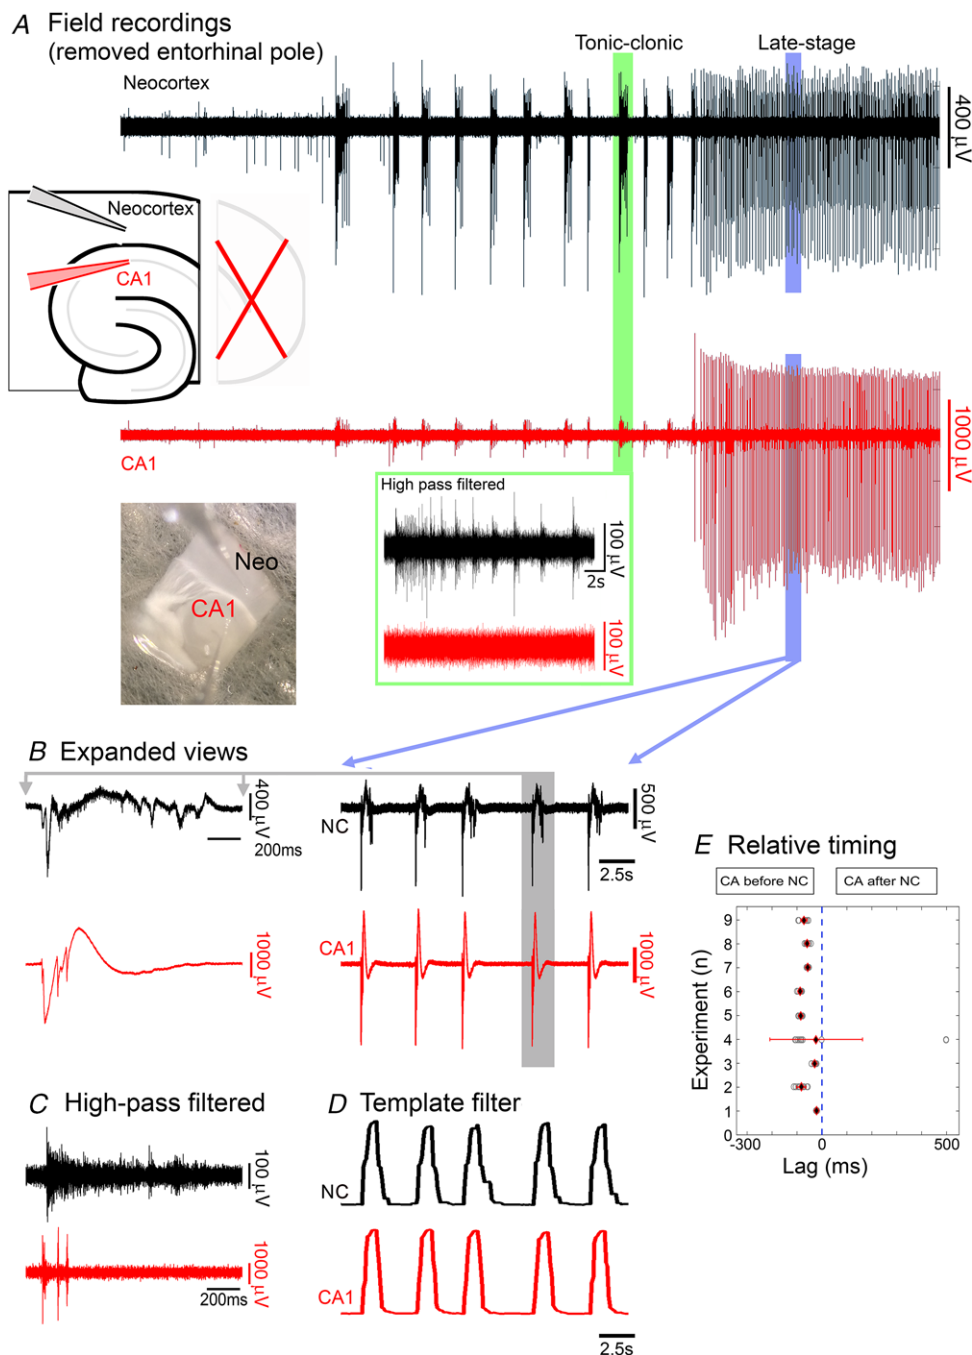 A Field recordings
(removed entorhinal pole)
Tonic-clonic
Late-stage
Neocortex
400 µV
Neocortex
CA1
CA1
1000 µV
High pass filtered
100 µV
2s
100 µV
Neo
CA1
B Expanded views
400 µV
200ms
NC
500 µV
2.5s
1000 µV
CA1
1000 µV
E Relative timing
CA before NC
CA after NC
Experiment (n)
9
8
7
6
5
4
3
2
1
0
-300
0
500
Lag (ms)
C High-pass filtered
100 µV
1000 µV
200ms
D Template filter
NC
CA1
2.5s